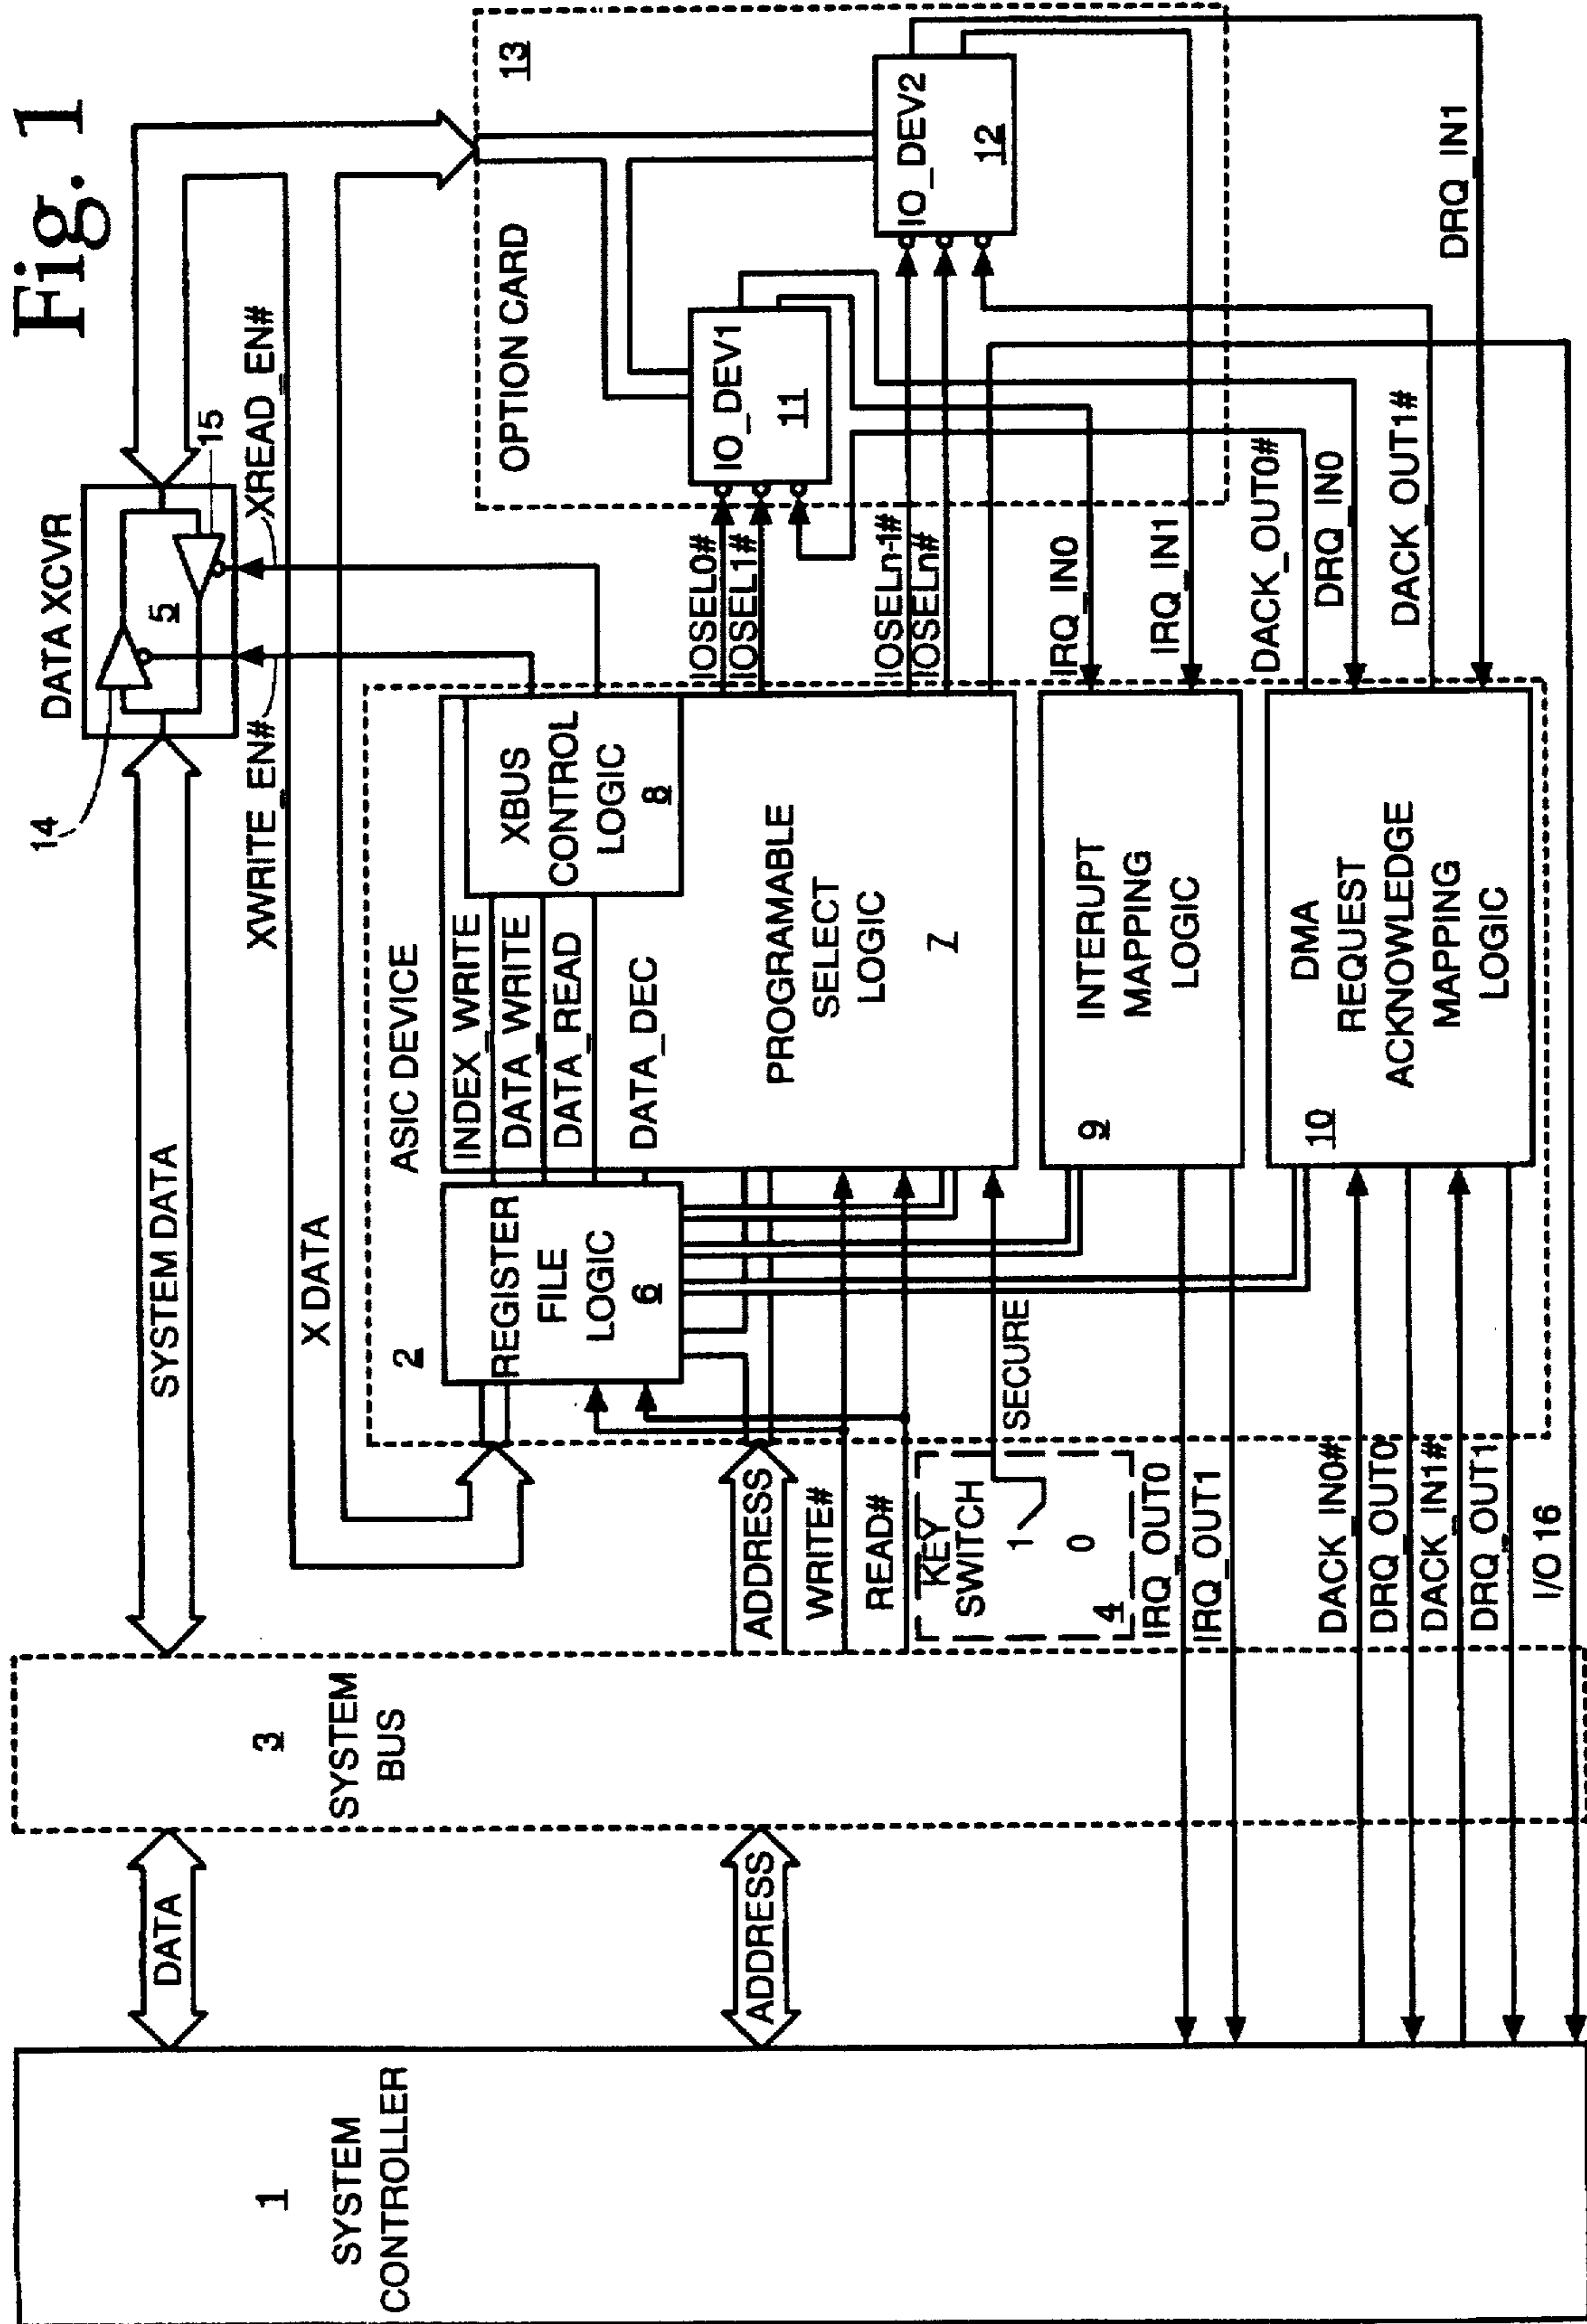 Fig. 1
DATA XCVR
14
5
15
XWRITE_EN#
XREAD_EN#
DATA
SYSTEM DATA
X DATA
1
SYSTEM
CONTROLLER
3
SYSTEM
BUS
ADDRESS
ADDRESS
WRITE#
READ#
KEY
SWITCH
1
0
4
SECURE
2
ASIC DEVICE
REGISTER
FILE
LOGIC
6
INDEX_WRITE
DATA_WRITE
DATA_READ
DATA_DEC
XBUS
CONTROL
LOGIC
8
PROGRAMABLE
SELECT
LOGIC
7
9
INTERUPT
MAPPING
LOGIC
10
DMA
REQUEST
ACKNOWLEDGE
MAPPING
LOGIC
OPTION CARD
13
IO_DEV1
11
IO_DEV2
12
IOSEL0#
IOSEL1#
IOSELn-1#
IOSELn#
IRQ_IN0
IRQ_IN1
DACK_OUT0#
DRQ_IN0
DACK_OUT1#
DRQ_IN1
IRQ_OUT0
IRQ_OUT1
DACK_IN0#
DRQ_OUT0
DACK_IN1#
DRQ_OUT1
I/O 16